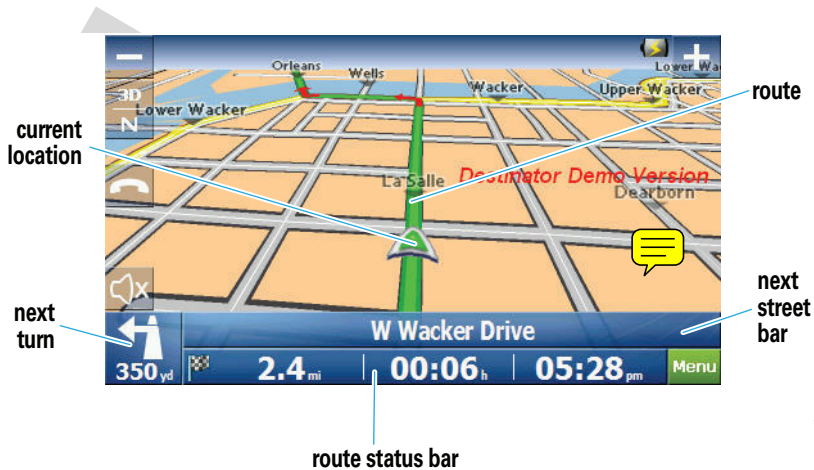 Orleans
Wells
Lower Wa
3D
N
Lower Wacker
Wacker
Upper Wacker
route
current
location
La Salle
Destinator Demo Version
Dearborn
next
turn
next
street
bar
W Wacker Drive
350 yd
2.4 mi
00:06 h
05:28 pm
Menu
route status bar